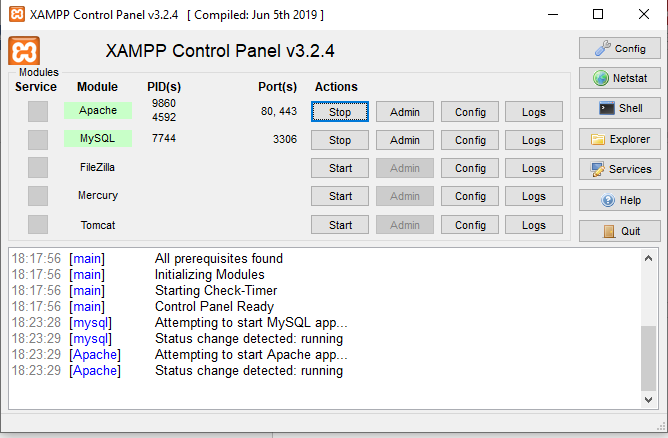 XAMPP Control Panel v3.2.4 [ Compiled: Jun 5th 2019 ]
XAMPP Control Panel v3.2.4
Config
Modules
Service Module PID(s) Port(s) Actions
Netstat
Apache 9860 4592 80, 443 Stop Admin Config Logs
Shell
MySQL 7744 3306 Stop Admin Config Logs
Explorer
FileZilla Start Admin Config Logs
Services
Mercury Start Admin Config Logs
Help
Tomcat Start Admin Config Logs
Quit
18:17:56 [main] All prerequisites found
18:17:56 [main] Initializing Modules
18:17:56 [main] Starting Check-Timer
18:17:56 [main] Control Panel Ready
18:23:28 [mysql] Attempting to start MySQL app...
18:23:29 [mysql] Status change detected: running
18:23:29 [Apache] Attempting to start Apache app...
18:23:29 [Apache] Status change detected: running